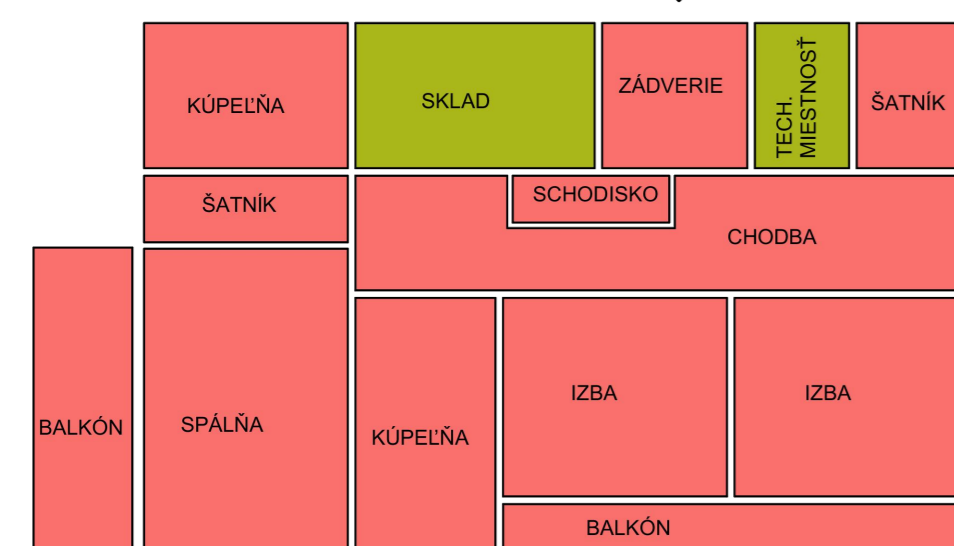 KÚPEĽŇA
SKLAD
ZÁDVERIE
TECH.
MIESTNOSŤ
ŠATNÍK
ŠATNÍK
SCHODISKO
CHODBA
BALKÓN
SPÁLŇA
KÚPEĽŇA
IZBA
IZBA
BALKÓN